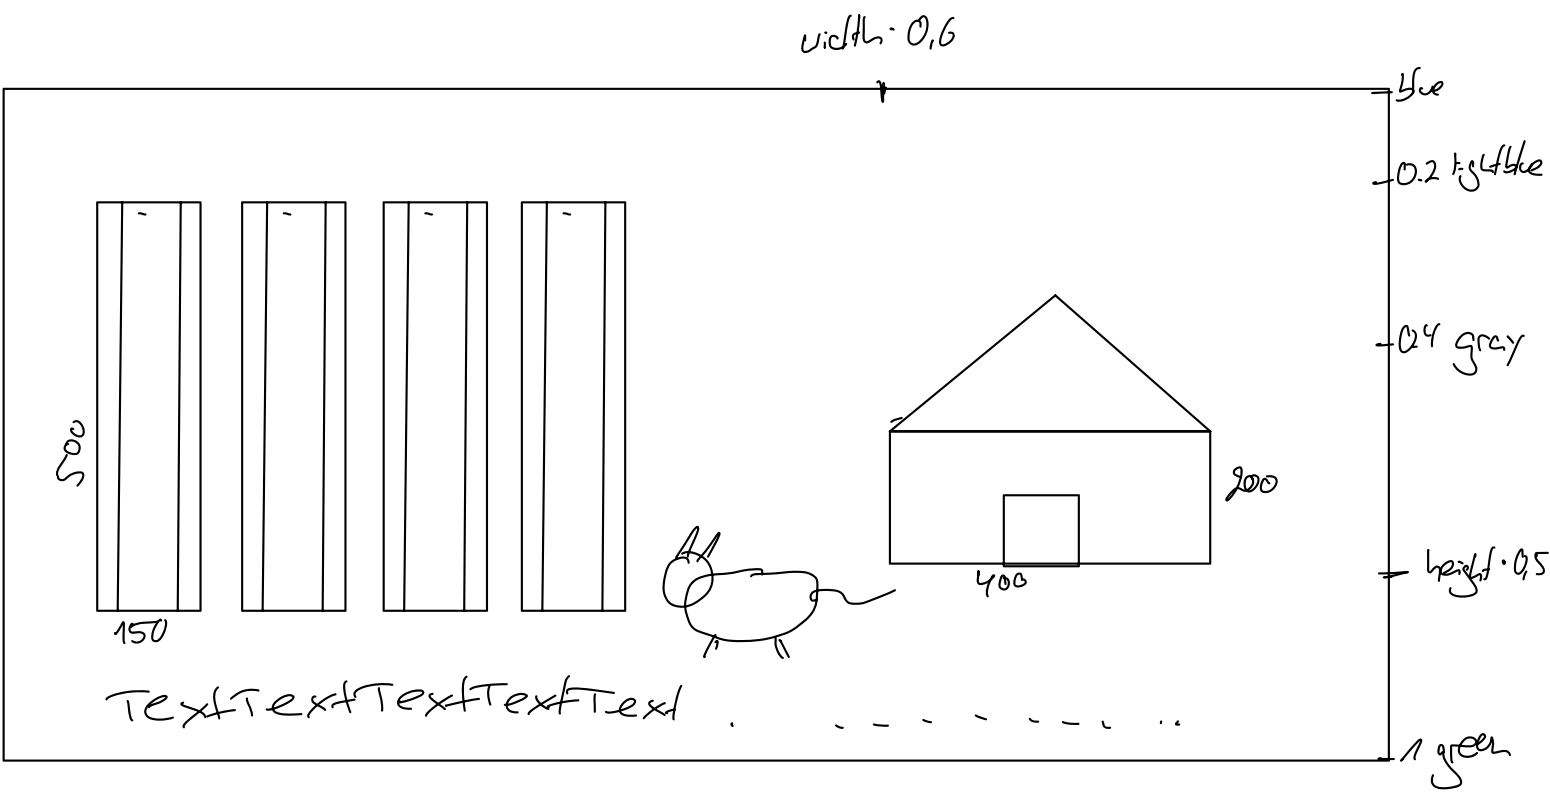 width · 0,6
blue
0.2 lightblue
0.4 gray
500
200
height · 0,5
400
150
TextTextTextTextText
1 green